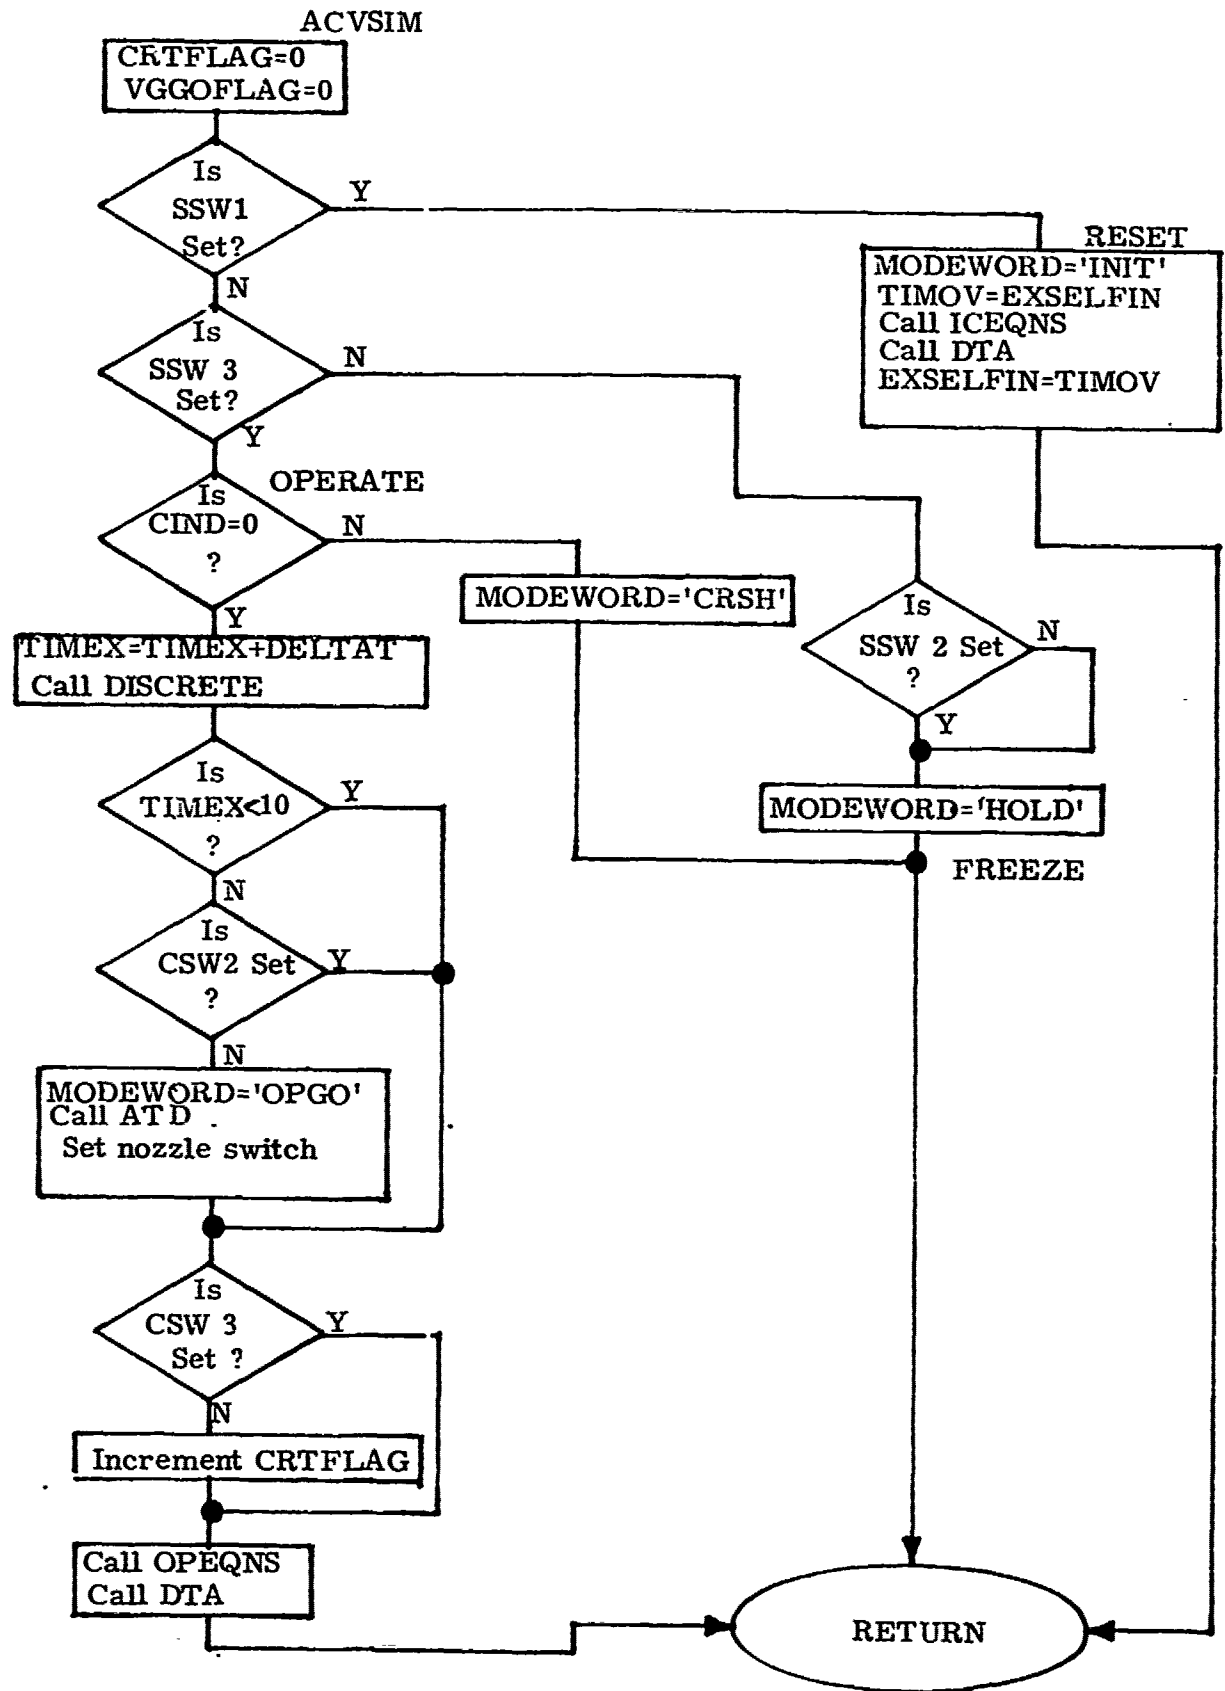 ACVSIM
CRTFLAG=0
VGGOFLAG=0
Is
SSW1
Set?
Y
N
RESET
MODEWORD='INIT'
TIMOV=EXSELFIN
Call ICEQNS
Call DTA
EXSELFIN=TIMOV
Is
SSW 3
Set?
N
Y
OPERATE
Is
CIND=0
?
N
Y
MODEWORD='CRSH'
Is
SSW 2 Set
?
N
Y
TIMEX=TIMEX+DELTAT
Call DISCRETE
Is
TIMEX<10
?
Y
N
MODEWORD='HOLD'
FREEZE
Is
CSW2 Set
?
Y
N
MODEWORD='OPGO'
Call ATD
Set nozzle switch
Is
CSW 3
Set ?
Y
N
Increment CRTFLAG
Call OPEQNS
Call DTA
RETURN